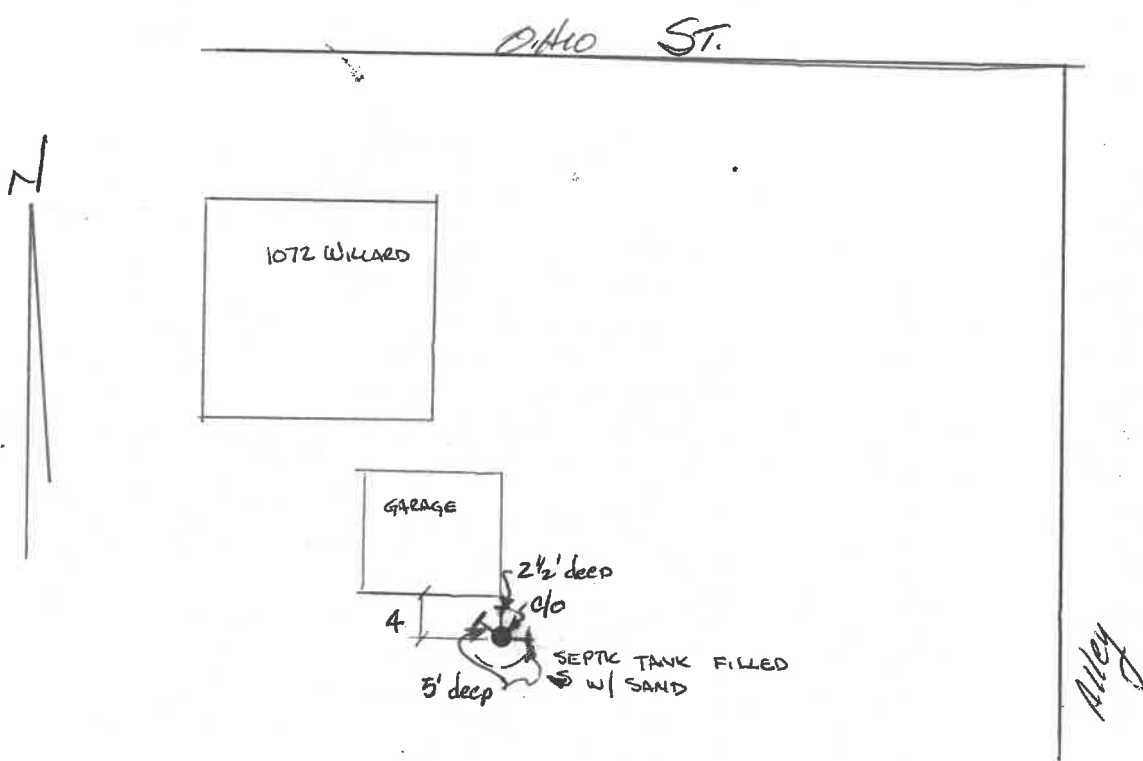 OHIO ST.
N
1072 WILLARD
GARAGE
2½' deep
c/o
4
SEPTIC TANK FILLED
W/ SAND
5' deep
Alley